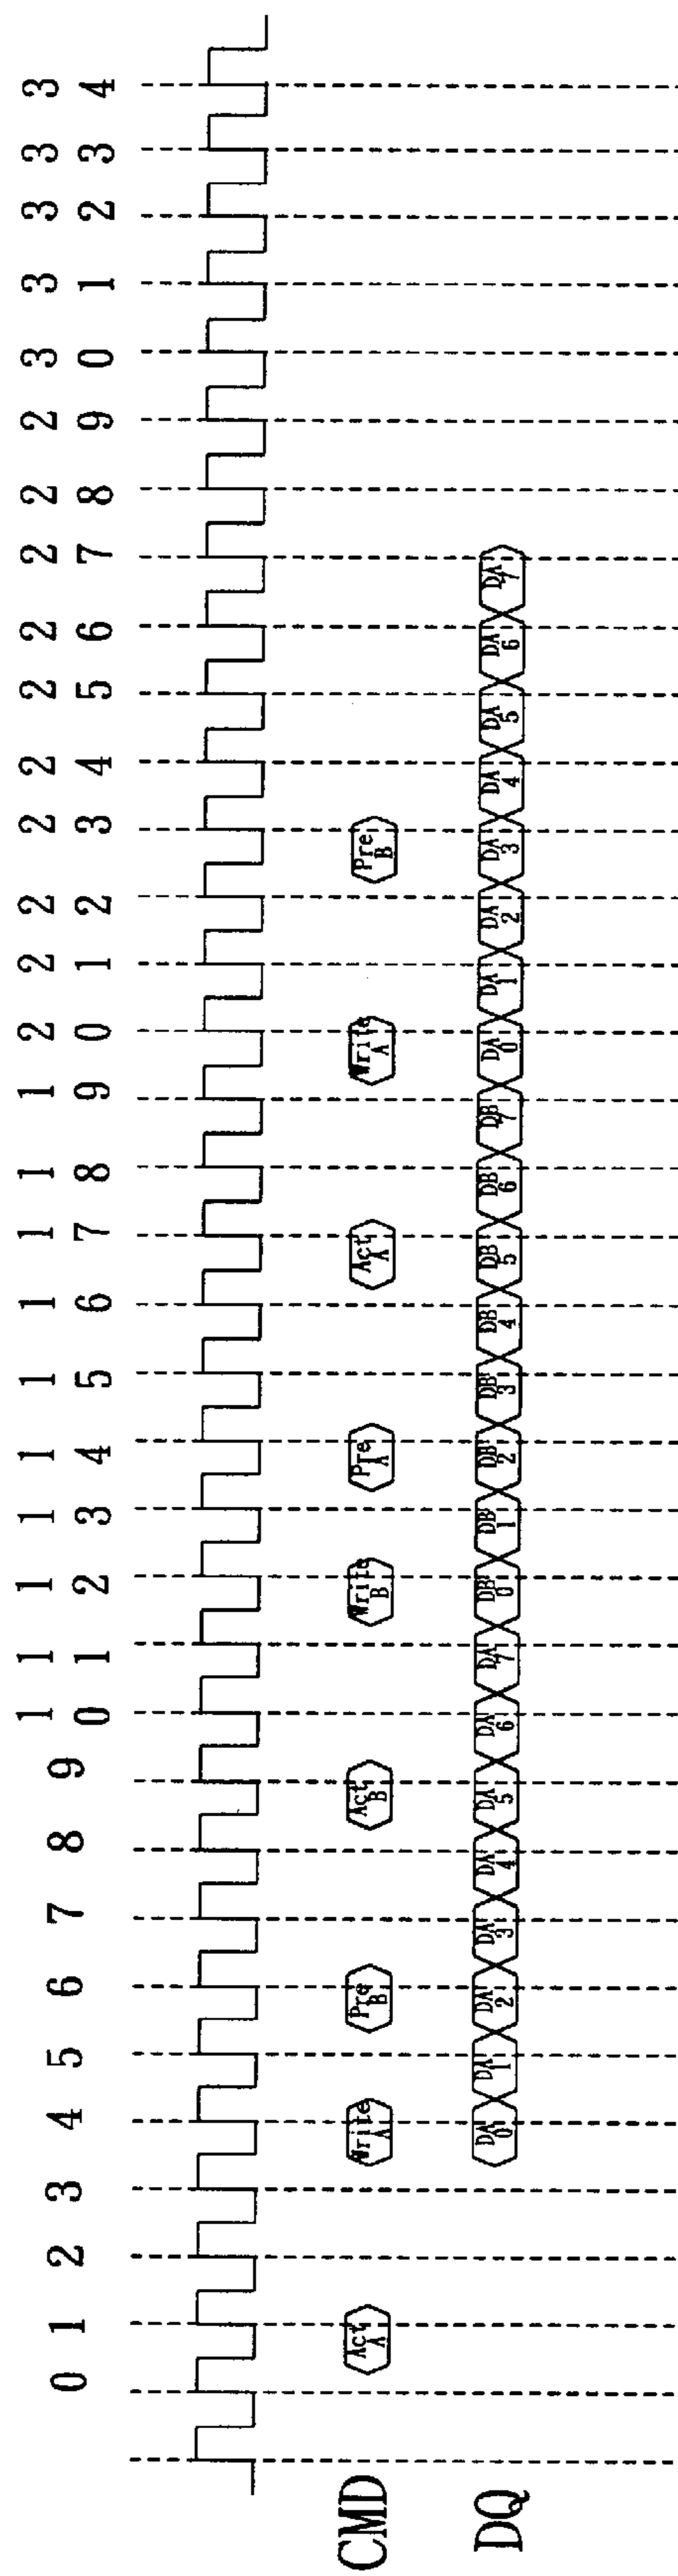 0 1 2 3 4 5 6 7 8 9 10 11 12 13 14 15 16 17 18 19 20 21 22 23 24 25 26 27 28 29 30 31 32 33 34
CMD Act A Write A Pre B Act B Write B Pre A Act A Write A Pre B
DQ DA 0 DA 1 DA 2 DA 3 DA 4 DA 5 DA 6 DA 7 DB 0 DB 1 DB 2 DB 3 DB 4 DB 5 DB 6 DB 7 DA 0 DA 1 DA 2 DA 3 DA 4 DA 5 DA 6 DA 7